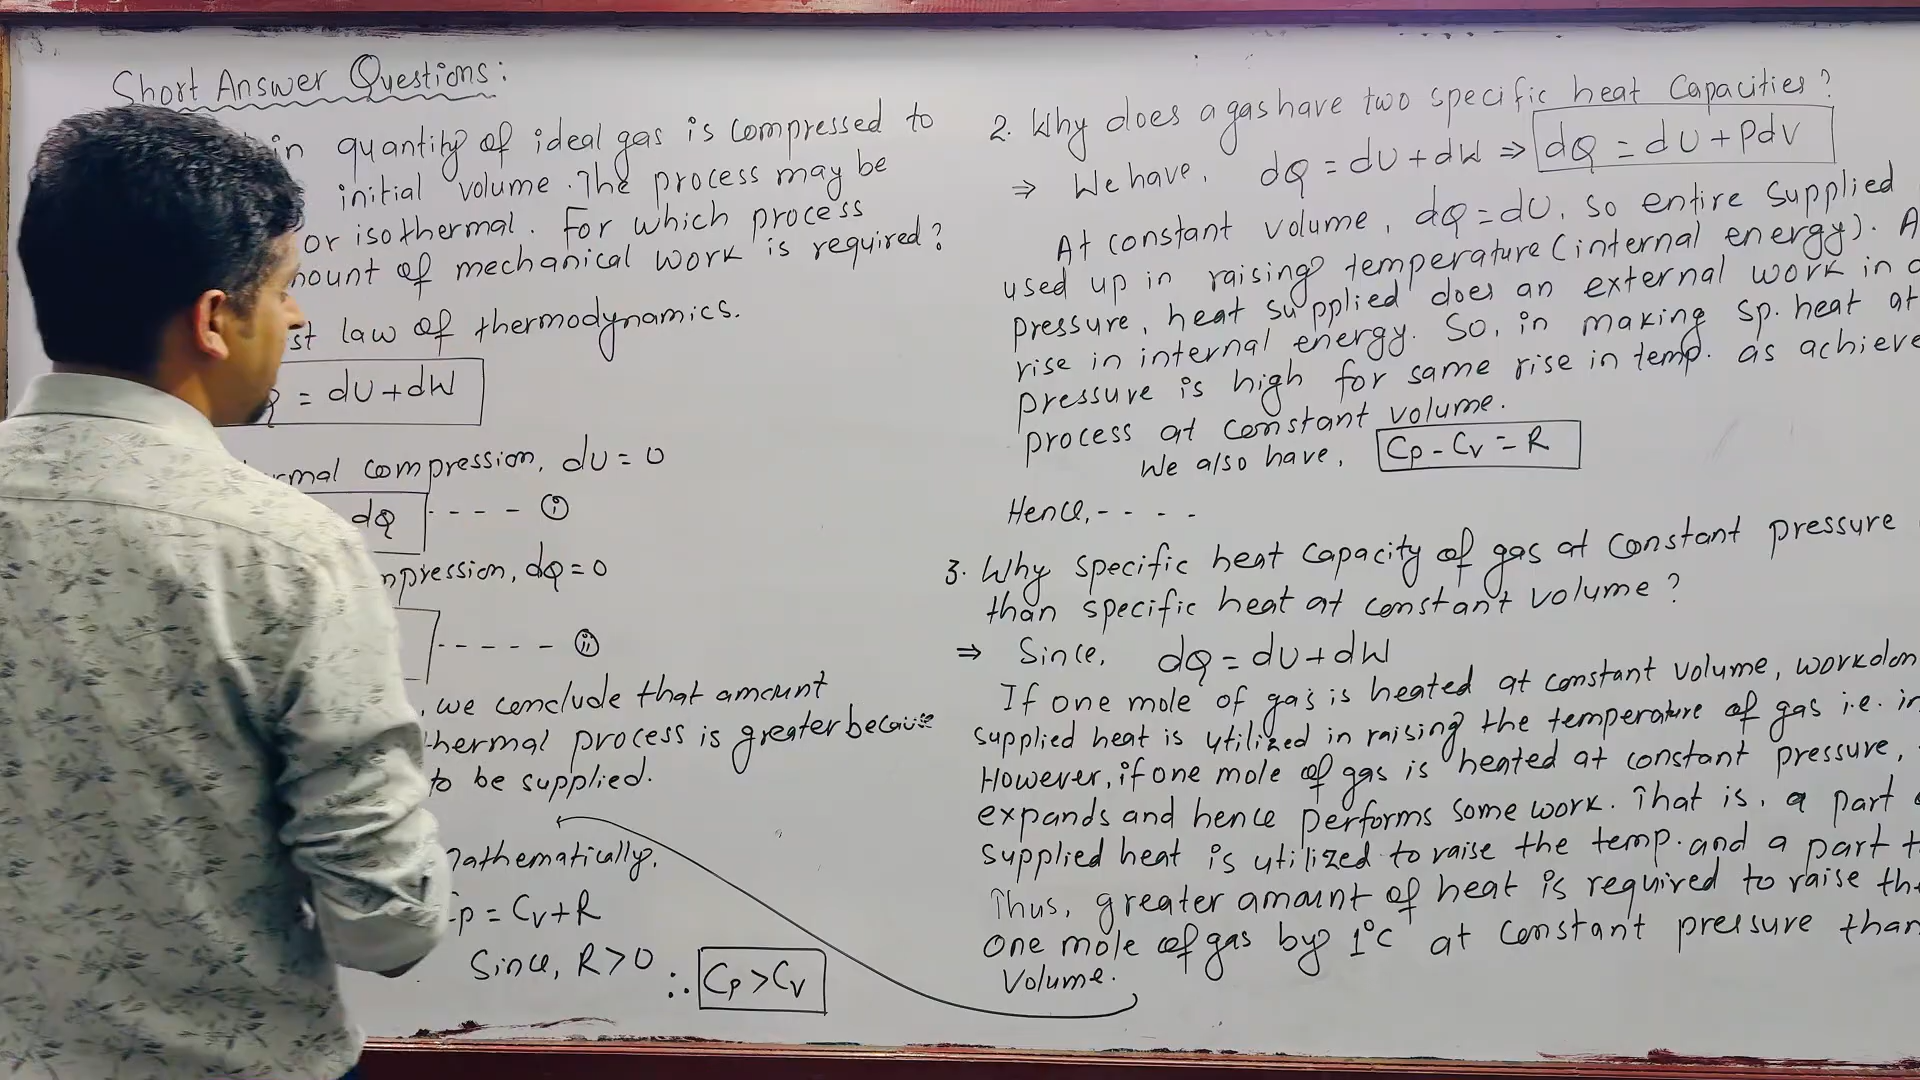 Short Answer Questions:
in quantity of ideal gas is compressed to
initial volume. The process may be
or isothermal. For which process
mount of mechanical work is required?
st law of thermodynamics.
= dU + dW
rmal compression, dU = 0
dQ ---- (i)
mpression, dQ = 0
----- (ii)
, we conclude that amount
thermal process is greater because
to be supplied.
mathematically,
Cp = Cv + R
Since, R > 0 ∴ Cp > Cv
2. Why does a gas have two specific heat Capacities?
⇒ We have, dQ = dU + dW ⇒ dQ = dU + PdV
At constant volume, dQ = dU, so entire supplied
used up in raising temperature (internal energy). A
pressure, heat supplied does an external work in a
rise in internal energy. So, in making sp. heat at
pressure is high for same rise in temp. as achieve
process at constant volume.
We also have, Cp - Cv = R
Hence, - - - -
3. Why specific heat capacity of gas at constant pressure
than specific heat at constant volume?
⇒ Since, dQ = dU + dW
If one mole of gas is heated at constant volume, workdon
supplied heat is utilized in raising the temperature of gas i.e. in
However, if one mole of gas is heated at constant pressure,
expands and hence performs some work. That is, a part
supplied heat is utilized to raise the temp. and a part t
Thus, greater amount of heat is required to raise the
one mole of gas by 1°C at constant pressure than
Volume.